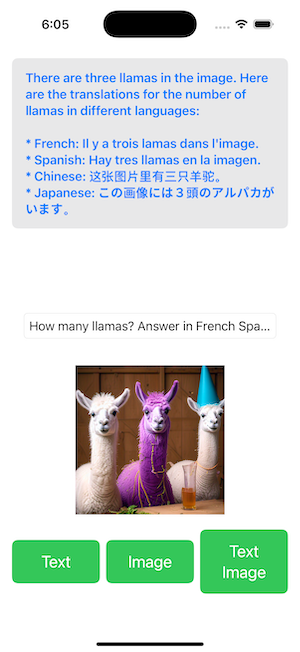 6:05
There are three llamas in the image. Here
are the translations for the number of
llamas in different languages:
* French: Il y a trois lamas dans l'image.
* Spanish: Hay tres llamas en la imagen.
* Chinese: 这张图片里有三只羊驼。
* Japanese: この画像には３頭のアルパカが
います。
How many llamas? Answer in French Spa...
Text
Image
Text
Image